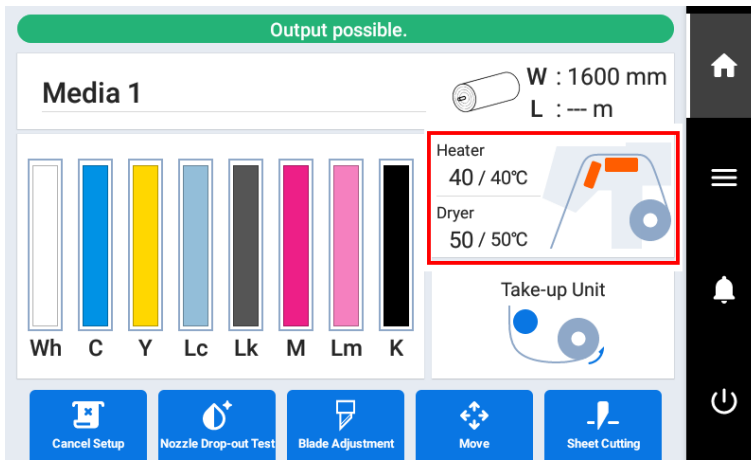 Output possible.
Media 1
W : 1600 mm
L : --- m
Heater
40 / 40℃
Dryer
50 / 50℃
Take-up Unit
Wh C Y Lc Lk M Lm K
Cancel Setup
Nozzle Drop-out Test
Blade Adjustment
Move
Sheet Cutting